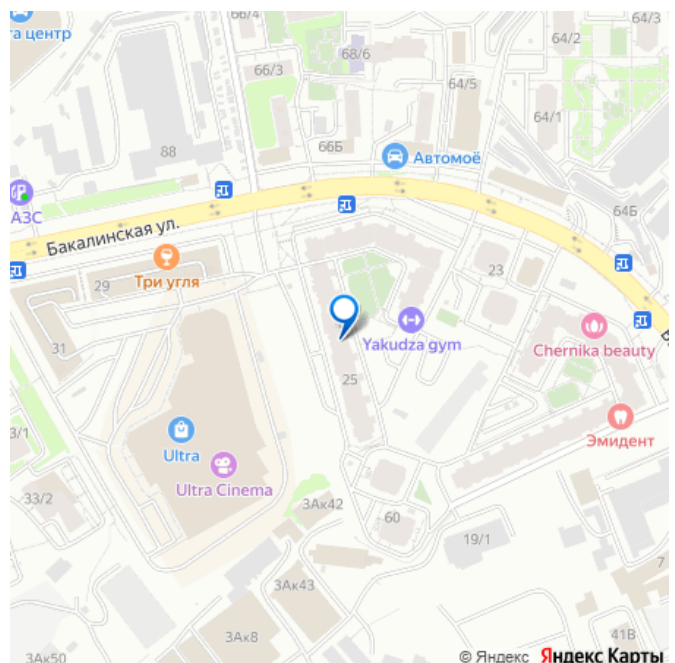 та центр
66/4
64/3
68/6
64/2
66/3
64/5
88
66Б
64/1
Автомоё
АЗС
64Б
Бакалинская ул.
23
29
Три угля
31
Yakudza gym
Chernika beauty
25
3/1
Ultra
Эмидент
Ultra Cinema
33/2
3Ак42
60
19/1
7
3Ак43
3Ак8
41В
3Ак50
© Яндекс Яндекс Карты